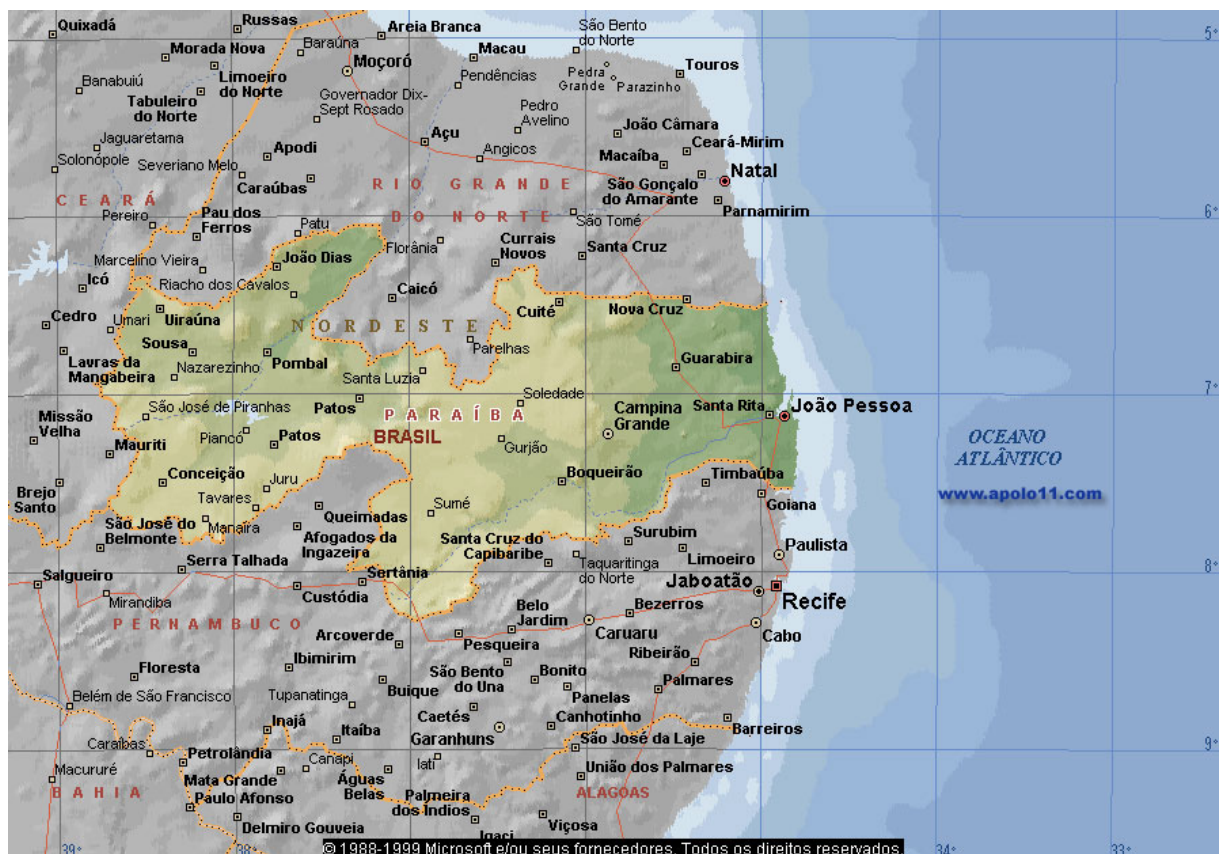 Quixadá
Russas
Areia Branca
São Bento
do Norte
5°
Morada Nova
Baraúna
Macau
Moçoró
Limoeiro
do Norte
Pedra
Grande
Parazinho
Touros
Banabuiú
Pendências
Tabuleiro
do Norte
Governador Dix-
Sept Rosado
Pedro
Avelino
João Câmara
Jaguaretama
Açu
Ceará-Mirim
Solonópole
Severiano Melo
Apodi
Angicos
Macaíba
Natal
Caraúbas
RIO GRANDE
DO NORTE
São Gonçalo
do Amarante
CEARÁ
Parnamirim
Pereiro
Pau dos
Ferros
Patu
São Tomé
Florânia
Currais
Novos
Santa Cruz
6°
Marcelino Vieira
João Dias
Icó
Riacho dos Cavalos
Caicó
Cuité
Nova Cruz
Cedro
Umari
Uiraúna
NORDESTE
Parelhas
Sousa
Lavras da
Mangabeira
Nazarezinho
Pombal
Santa Luzia
Guarabira
7°
Missão
Velha
São José de Piranhas
Patos
PARAÍBA
Soledade
Campina
Grande
Santa Rita
João Pessoa
Mauriti
Piancó
Patos
BRASIL
Gurjão
OCEANO
ATLÂNTICO
Brejo
Santo
Conceição
Juru
Boqueirão
Timbaúba
www.apolo11.com
Tavares
Manaíra
Queimadas
Sumé
Goiana
São José do
Belmonte
Afogados da
Ingazeira
Santa Cruz do
Capibaribe
Surubim
Serra Talhada
Taquaritinga
do Norte
Limoeiro
Paulista
8°
Salgueiro
Sertânia
Mirandiba
Custódia
Jaboatão
Recife
PERNAMBUCO
Arcoverde
Belo
Jardim
Bezerros
Pesqueira
Caruaru
Cabo
Floresta
Ibimirim
São Bento
do Una
Bonito
Ribeirão
Belém de São Francisco
Tupanatinga
Buique
Panelas
Palmares
Inajá
Itaíba
Caetés
Canhotinho
Barreiros
Caraíbas
Petrolândia
Garanhuns
São José da Laje
9°
Macururé
Mata Grande
Canapi
Águas
Belas
Iati
União dos Palmares
BAHIA
Paulo Afonso
Palmeira
dos Índios
ALAGOAS
Delmiro Gouveia
Igaci
Viçosa
39°
38°
34°
33°
© 1988-1999 Microsoft e/ou seus fornecedores. Todos os direitos reservados.